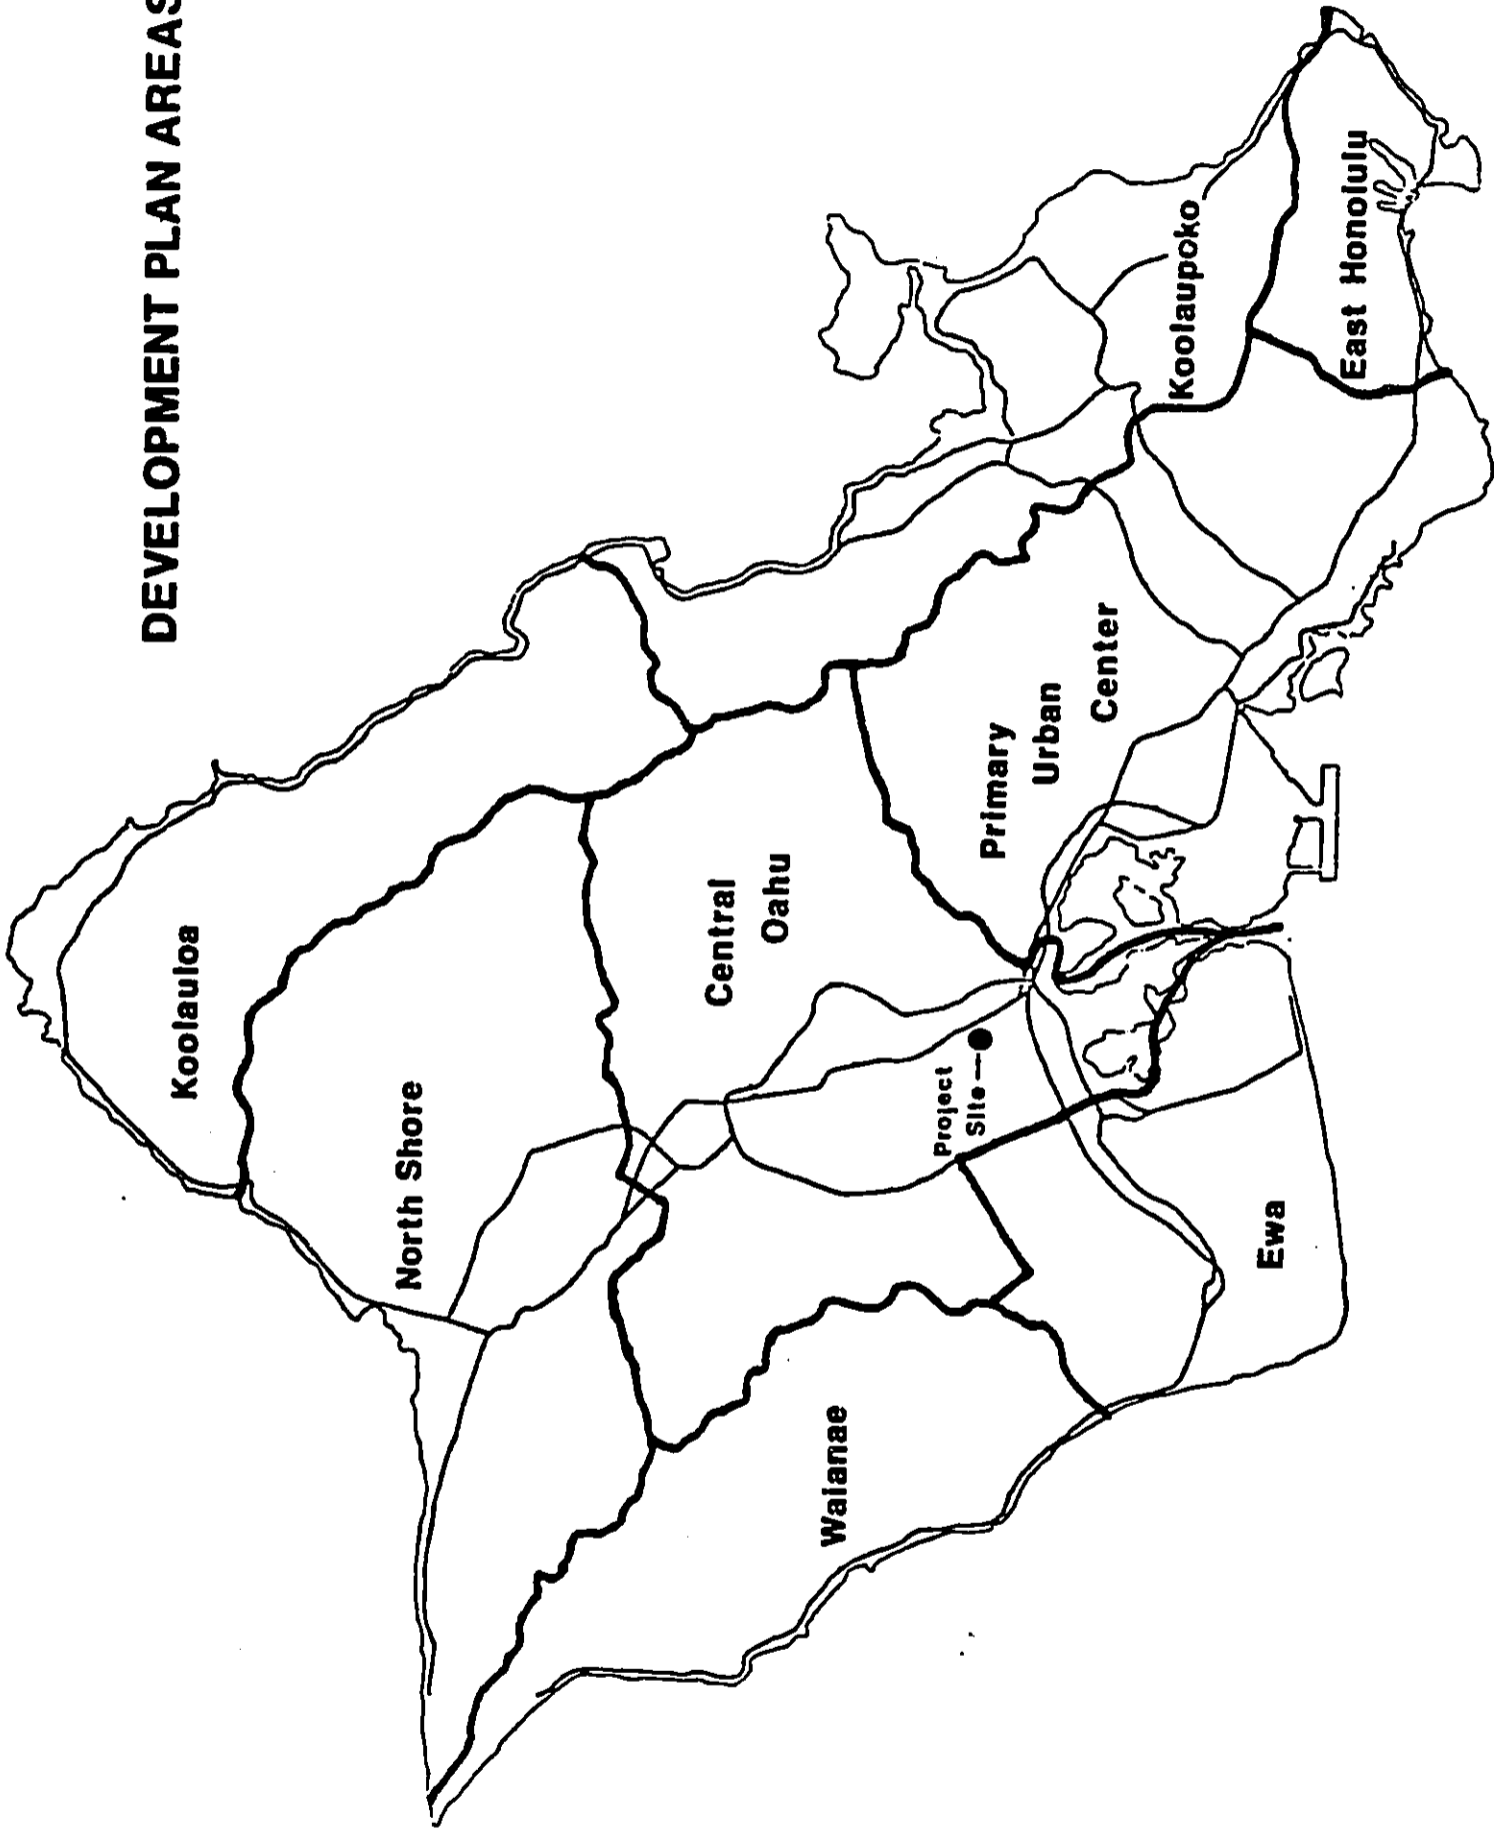 DEVELOPMENT PLAN AREAS
Koolauloa
North Shore
Central
Oahu
Waianae
Project
Site
Primary
Urban
Center
Ewa
Koolaupoko
East Honolulu